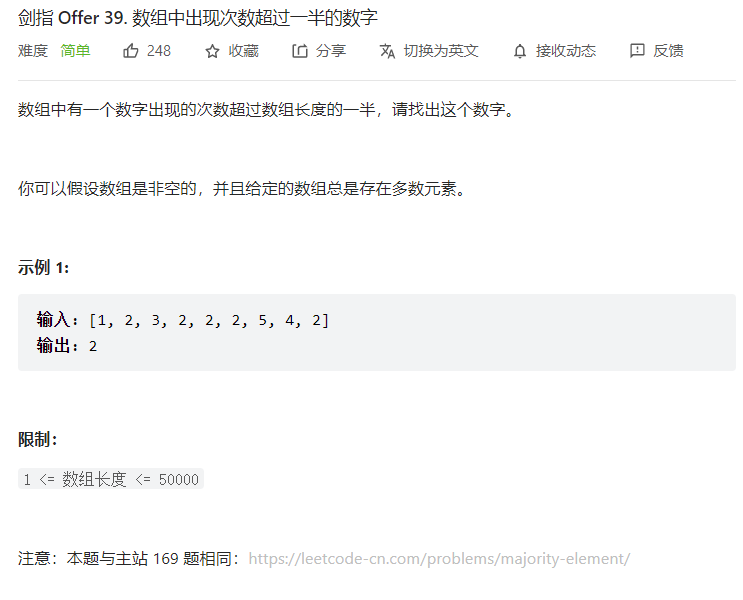 剑指 Offer 39. 数组中出现次数超过一半的数字
难度 简单 248 收藏 分享 切换为英文 接收动态 反馈
数组中有一个数字出现的次数超过数组长度的一半，请找出这个数字。
你可以假设数组是非空的，并且给定的数组总是存在多数元素。
示例 1:
输入: [1, 2, 3, 2, 2, 2, 5, 4, 2]
输出: 2
限制：
1 <= 数组长度 <= 50000
注意：本题与主站 169 题相同：https://leetcode-cn.com/problems/majority-element/